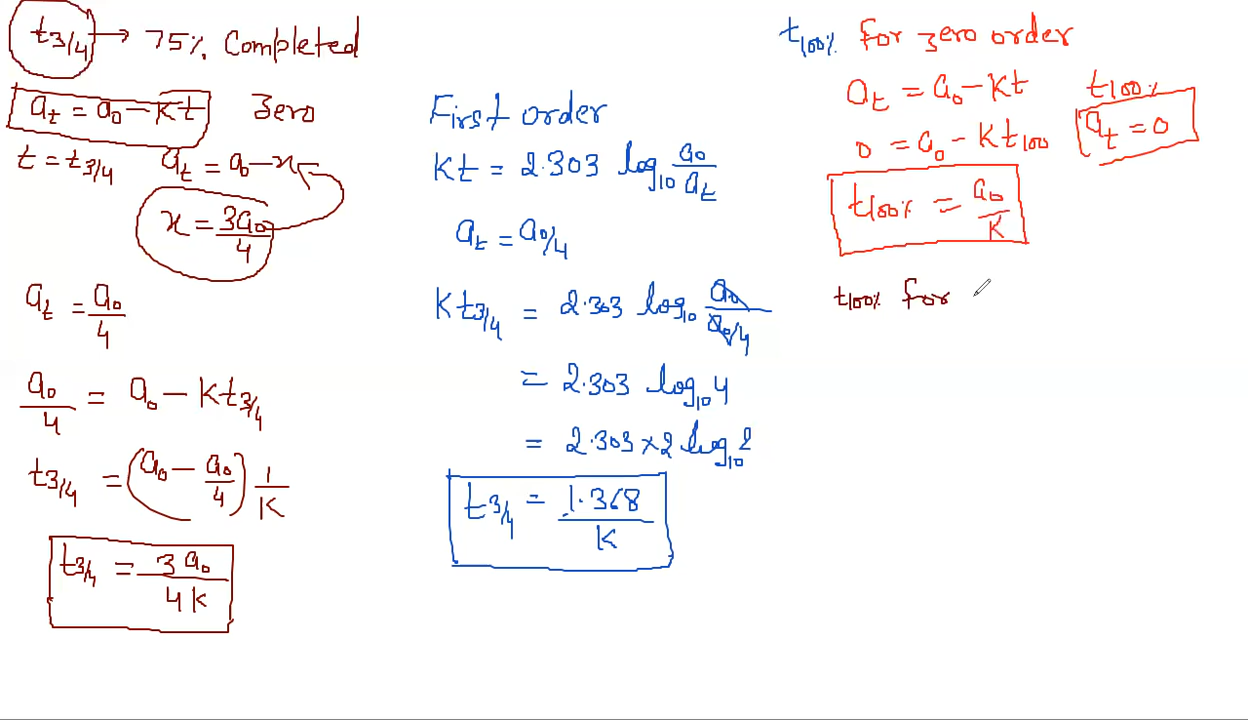 t3/4 → 75% Completed
at = a0 - Kt Zero
t = t3/4 at = a0 - x
x = 3a0/4
at = a0/4
a0/4 = a0 - Kt3/4
t3/4 = (a0 - a0/4) 1/K
t3/4 = 3a0/4K
First order
Kt = 2.303 log10 a0/at
at = a0/4
Kt3/4 = 2.303 log10 a0/a0/4
= 2.303 log10 4
= 2.303 × 2 log10 2
t3/4 = 1.368/K
t100% for zero order
at = a0 - Kt
t100%
at = 0
0 = a0 - Kt100
t100% = a0/K
t100% for